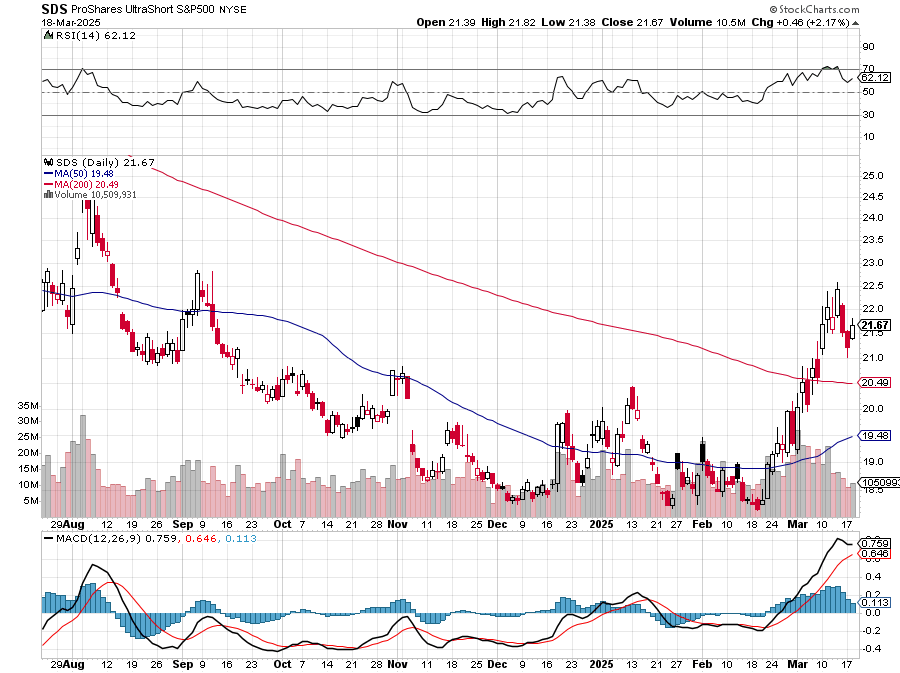 SDS ProShares UltraShort S&P500 NYSE
© StockCharts.com
18-Mar-2025
Open 21.39 High 21.82 Low 21.38 Close 21.67 Volume 10.5M Chg +0.46 (+2.17%)
RSI(14) 62.12
90
70
62.12
50
30
10
SDS (Daily) 21.67
MA(50) 19.48
MA(200) 20.49
Volume 10,509,931
25.0
24.5
24.0
23.5
23.0
22.5
22.0
21.67
21.5
21.0
20.49
20.0
19.48
19.0
18.5
35M
30M
25M
20M
15M
10M
5M
29 Aug 12 19 26 Sep 9 16 23 Oct 7 14 21 28 Nov 11 18 25 Dec 9 16 23 2025 13 21 27 Feb 10 18 24 Mar 10 17
MACD(12,26,9) 0.759, 0.646, 0.113
0.759
0.646
0.4
0.2
0.113
0.0
-0.2
-0.4
29 Aug 12 19 26 Sep 9 16 23 Oct 7 14 21 28 Nov 11 18 25 Dec 9 16 23 2025 13 21 27 Feb 10 18 24 Mar 10 17